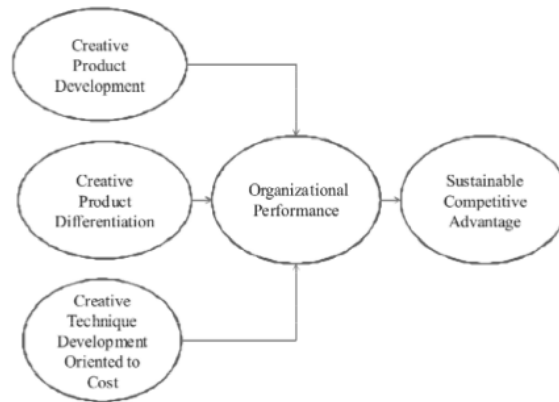 Creative
Product
Development
Creative
Product
Differentiation
Organizational
Performance
Sustainable
Competitive
Advantage
Creative
Technique
Development
Oriented to
Cost